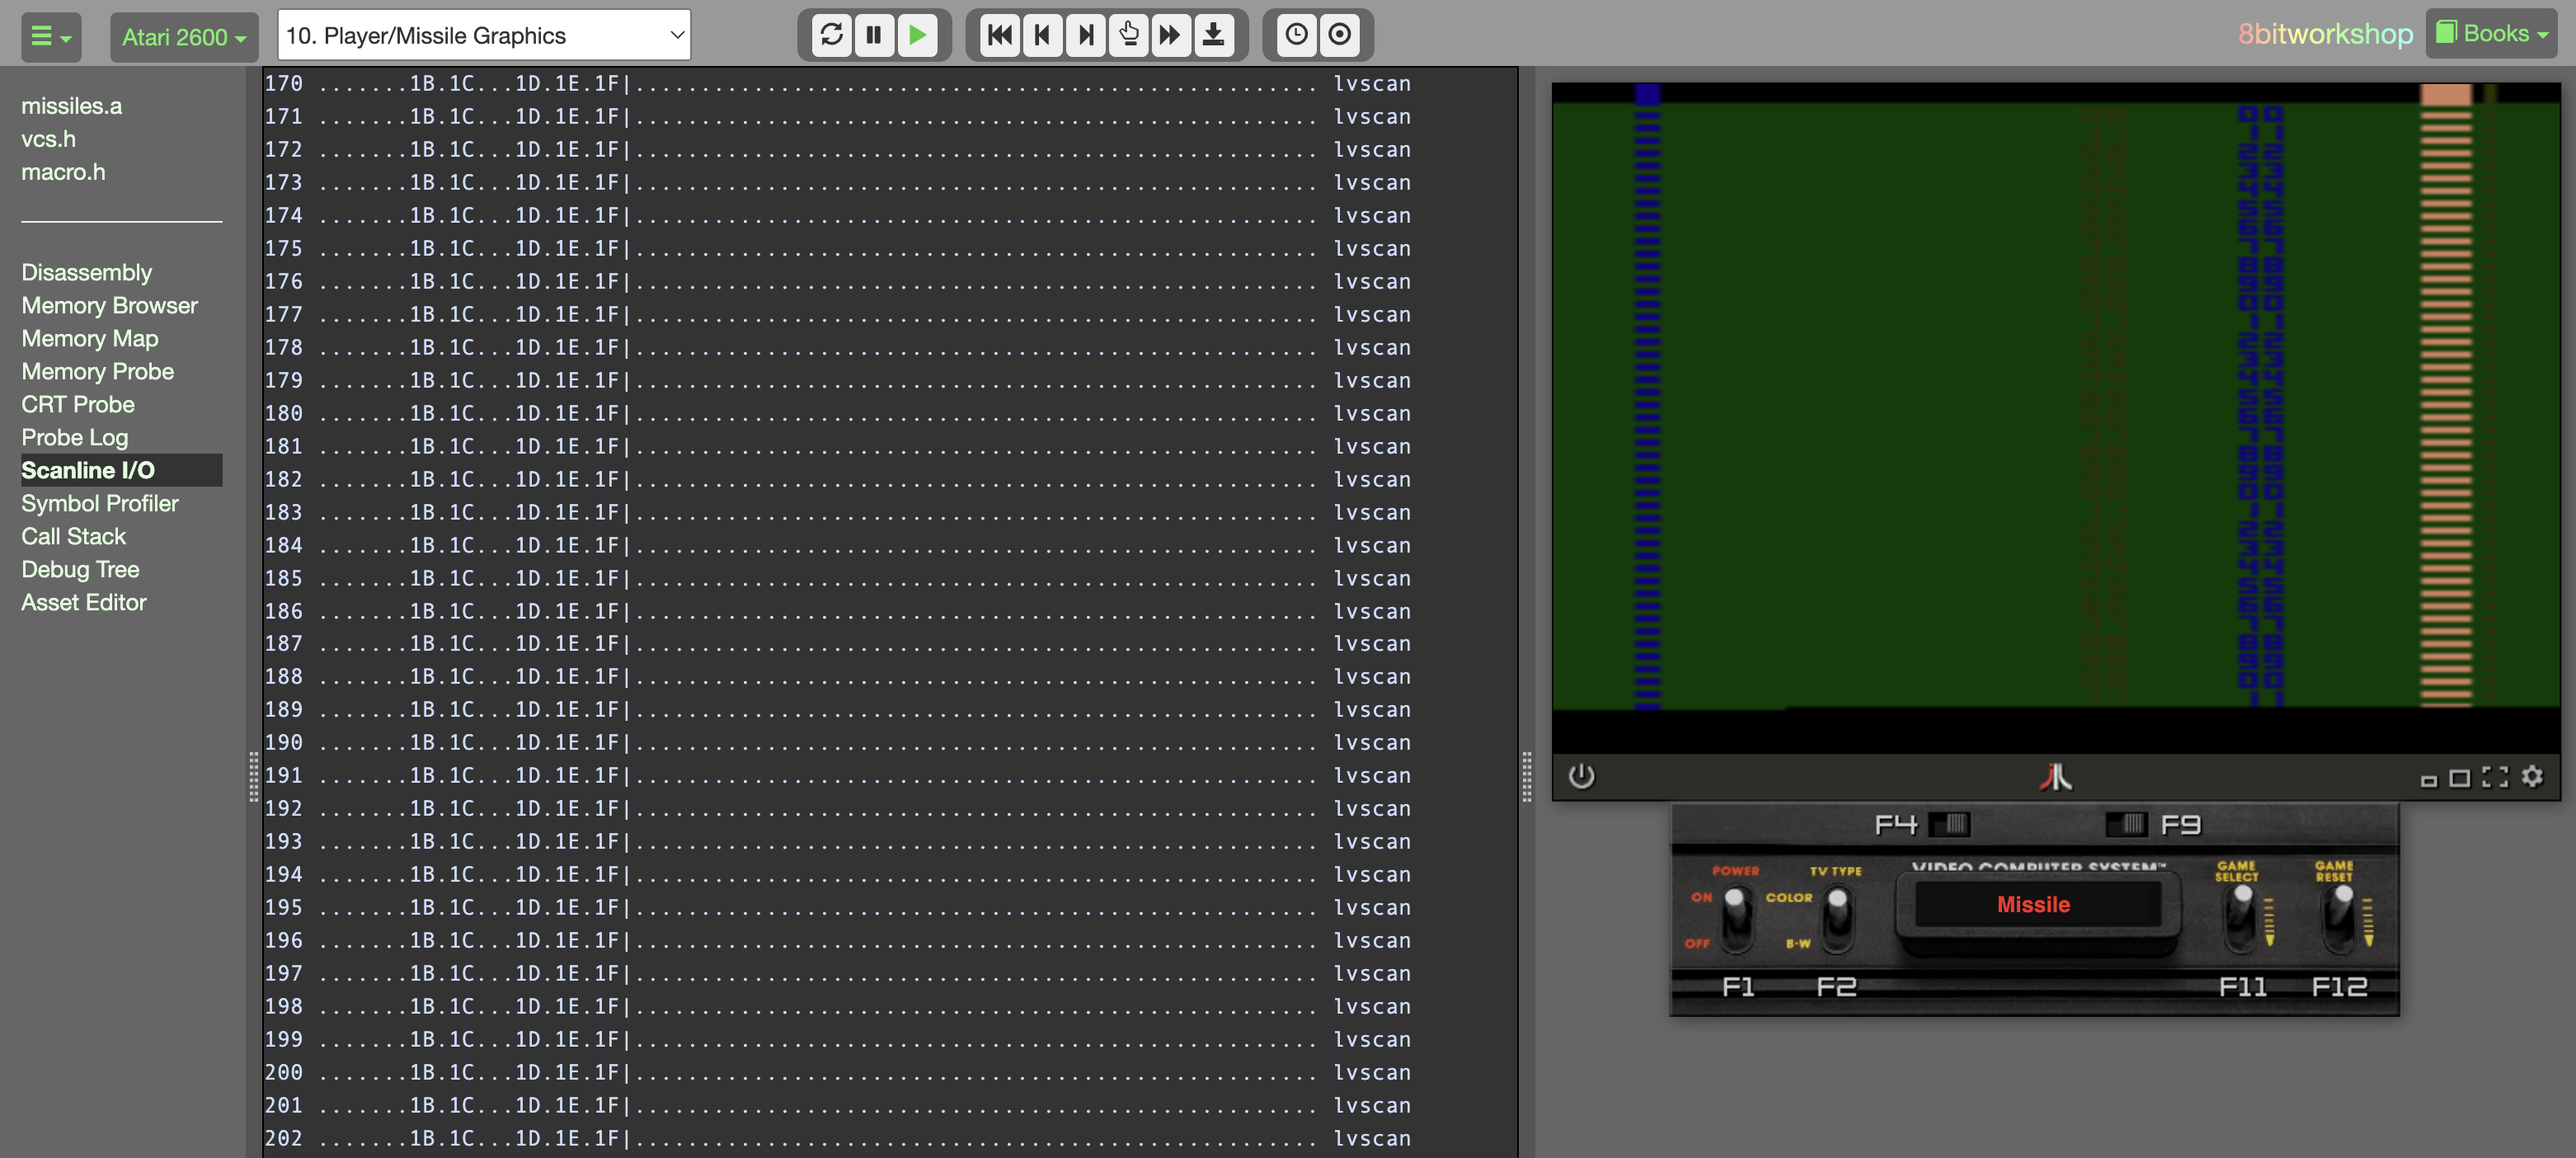 Atari 2600
10. Player/Missile Graphics
8bitworkshop
Books
missiles.a
vcs.h
macro.h
Disassembly
Memory Browser
Memory Map
Memory Probe
CRT Probe
Probe Log
Scanline I/O
Symbol Profiler
Call Stack
Debug Tree
Asset Editor
170 .......1B.1C...1D.1E.1F|.................................................... lvscan
171 .......1B.1C...1D.1E.1F|.................................................... lvscan
172 .......1B.1C...1D.1E.1F|.................................................... lvscan
173 .......1B.1C...1D.1E.1F|.................................................... lvscan
174 .......1B.1C...1D.1E.1F|.................................................... lvscan
175 .......1B.1C...1D.1E.1F|.................................................... lvscan
176 .......1B.1C...1D.1E.1F|.................................................... lvscan
177 .......1B.1C...1D.1E.1F|.................................................... lvscan
178 .......1B.1C...1D.1E.1F|.................................................... lvscan
179 .......1B.1C...1D.1E.1F|.................................................... lvscan
180 .......1B.1C...1D.1E.1F|.................................................... lvscan
181 .......1B.1C...1D.1E.1F|.................................................... lvscan
182 .......1B.1C...1D.1E.1F|.................................................... lvscan
183 .......1B.1C...1D.1E.1F|.................................................... lvscan
184 .......1B.1C...1D.1E.1F|.................................................... lvscan
185 .......1B.1C...1D.1E.1F|.................................................... lvscan
186 .......1B.1C...1D.1E.1F|.................................................... lvscan
187 .......1B.1C...1D.1E.1F|.................................................... lvscan
188 .......1B.1C...1D.1E.1F|.................................................... lvscan
189 .......1B.1C...1D.1E.1F|.................................................... lvscan
190 .......1B.1C...1D.1E.1F|.................................................... lvscan
191 .......1B.1C...1D.1E.1F|.................................................... lvscan
192 .......1B.1C...1D.1E.1F|.................................................... lvscan
193 .......1B.1C...1D.1E.1F|.................................................... lvscan
194 .......1B.1C...1D.1E.1F|.................................................... lvscan
195 .......1B.1C...1D.1E.1F|.................................................... lvscan
196 .......1B.1C...1D.1E.1F|.................................................... lvscan
197 .......1B.1C...1D.1E.1F|.................................................... lvscan
198 .......1B.1C...1D.1E.1F|.................................................... lvscan
199 .......1B.1C...1D.1E.1F|.................................................... lvscan
200 .......1B.1C...1D.1E.1F|.................................................... lvscan
201 .......1B.1C...1D.1E.1F|.................................................... lvscan
202 .......1B.1C...1D.1E.1F|.................................................... lvscan
F4 F9
VIDEO COMPUTER SYSTEM™
POWER
ON
OFF
TV TYPE
COLOR
B-W
Missile
GAME SELECT
GAME RESET
F1 F2 F11 F12